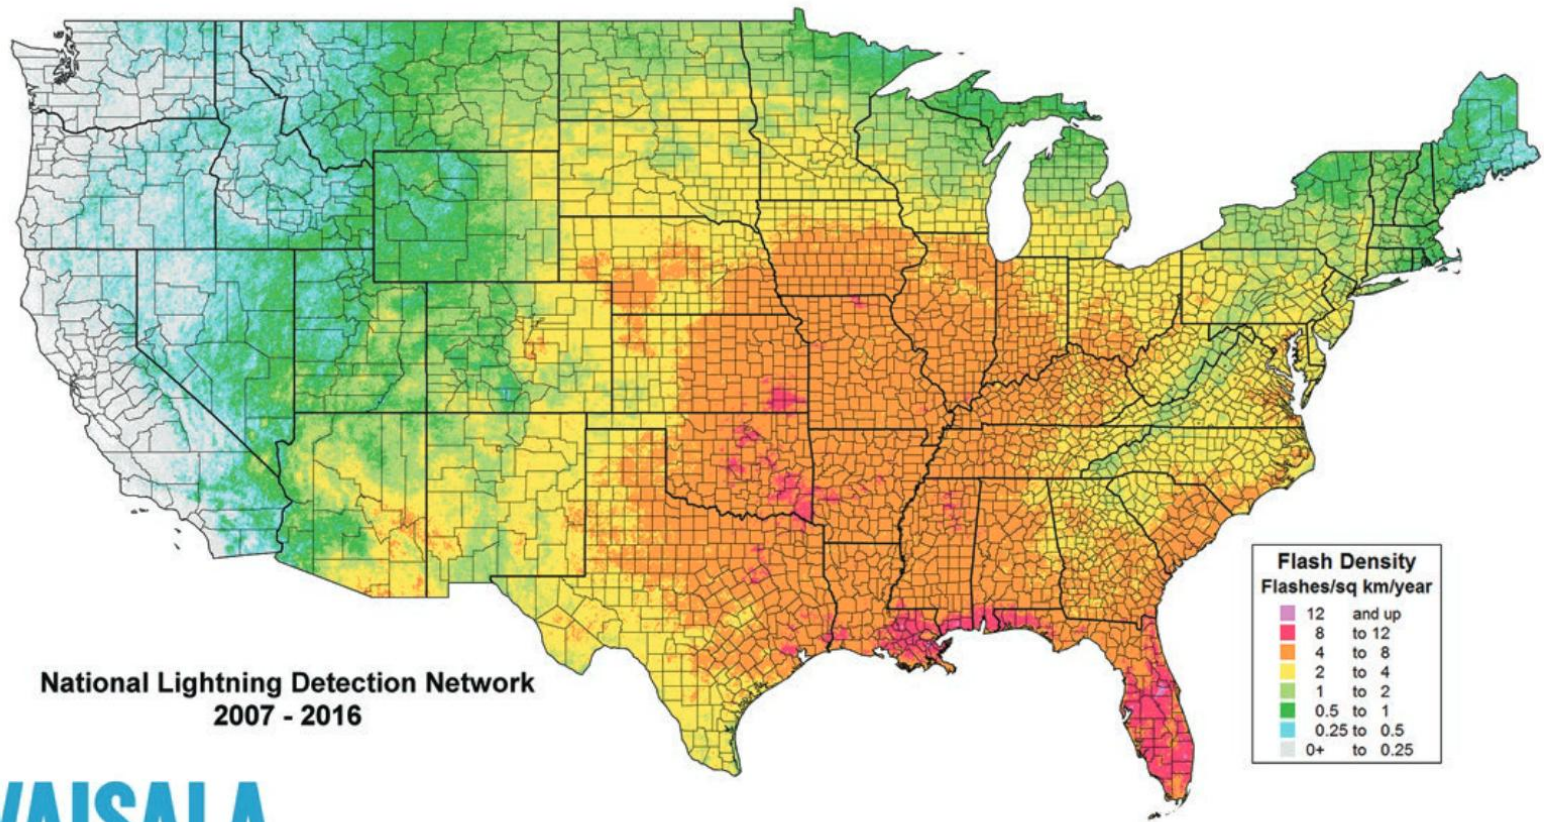 National Lightning Detection Network
2007 - 2016
Flash Density
Flashes/sq km/year
12 and up
8 to 12
4 to 8
2 to 4
1 to 2
0.5 to 1
0.25 to 0.5
0+ to 0.25
VAISALA